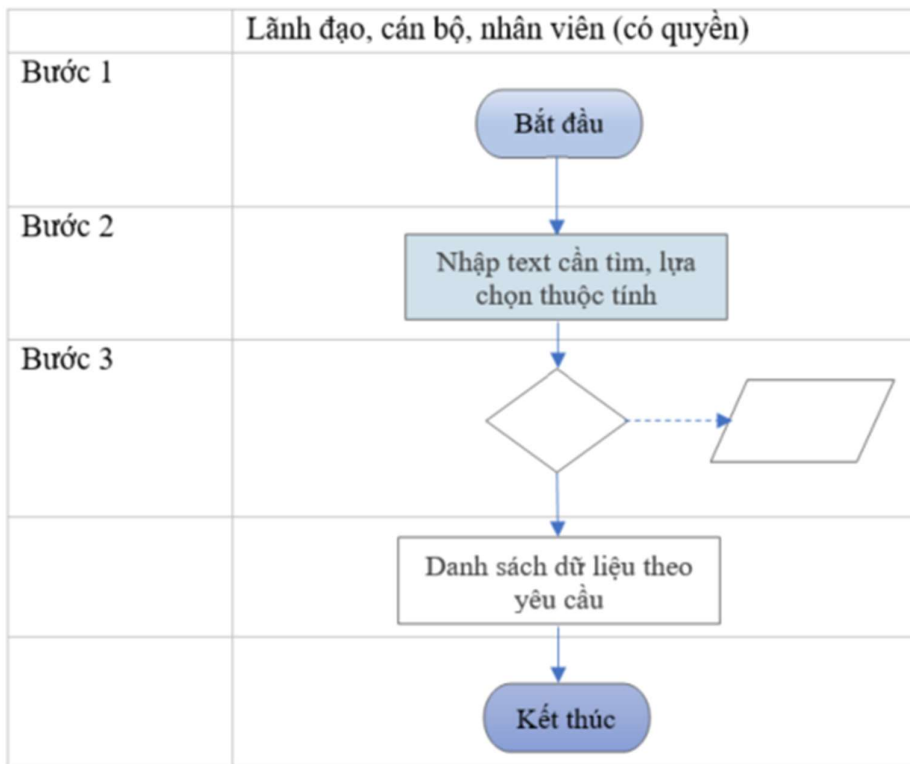 Lãnh đạo, cán bộ, nhân viên (có quyền)
Bước 1
Bắt đầu
Bước 2
Nhập text cần tìm, lựa
chọn thuộc tính
Bước 3
Danh sách dữ liệu theo
yêu cầu
Kết thúc